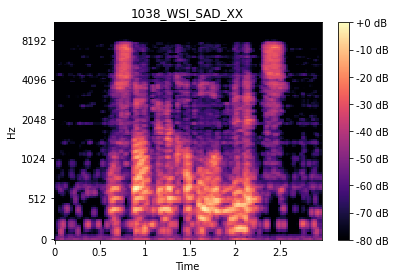 1038_WSI_SAD_XX
8192
4096
2048
1024
512
0
Hz
0 0.5 1 1.5 2 2.5
Time
+0 dB
-10 dB
-20 dB
-30 dB
-40 dB
-50 dB
-60 dB
-70 dB
-80 dB